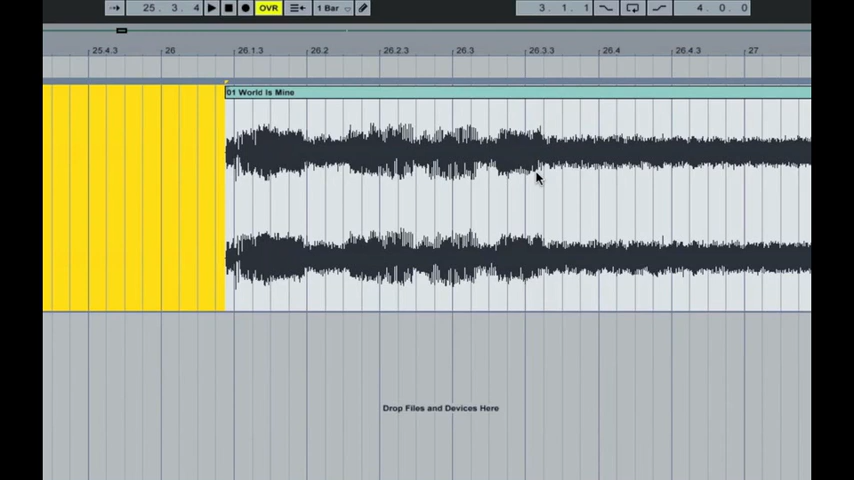 25. 3. 4 OVR 1 Bar 3. 1. 1 4. 0. 0
25.4.3 26 26.1.3 26.2 26.2.3 26.3 26.3.3 26.4 26.4.3 27
01 World Is Mine
Drop Files and Devices Here